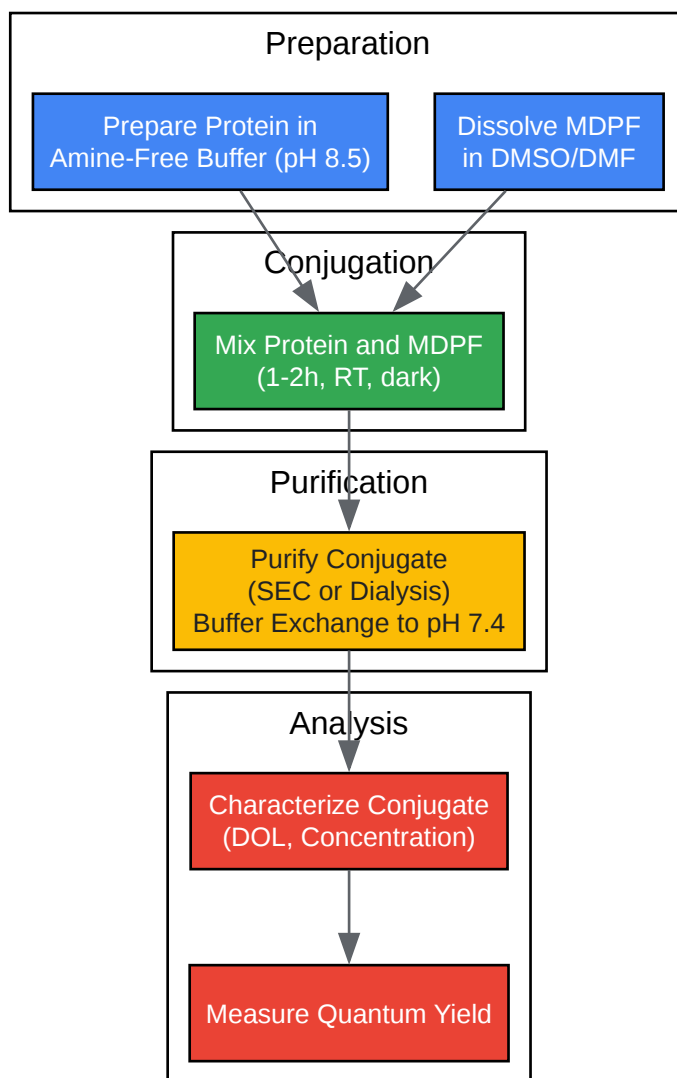 Preparation
Prepare Protein in
Amine-Free Buffer (pH 8.5)
Dissolve MDPF
in DMSO/DMF
Conjugation
Mix Protein and MDPF
(1-2h, RT, dark)
Purification
Purify Conjugate
(SEC or Dialysis)
Buffer Exchange to pH 7.4
Analysis
Characterize Conjugate
(DOL, Concentration)
Measure Quantum Yield